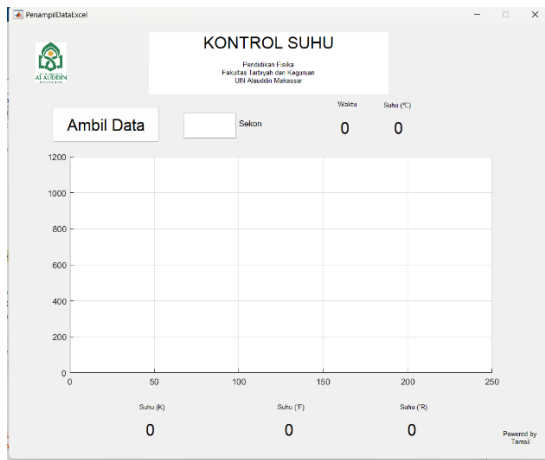 PenampilDataExcel
KONTROL SUHU
Pendidikan Fisika
Fakultas Tarbiyah dan Keguruan
UIN Alauddin Makassar
ALAUDDIN
Ambil Data
Sekon
Waktu
Suhu (°C)
0
0
1200
1000
800
600
400
200
0
0
50
100
150
200
250
Suhu (K)
Suhu (°F)
Suhu (°R)
0
0
0
Powered by
Tamsil